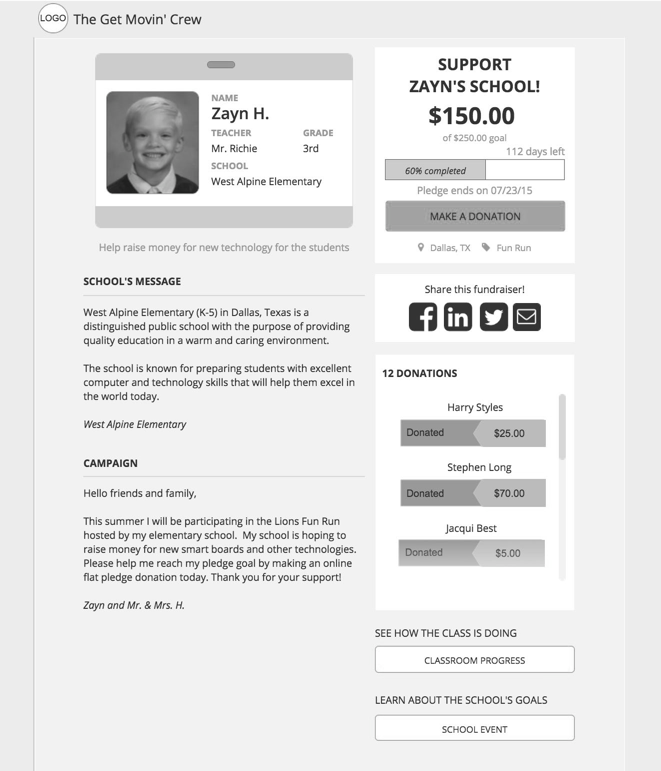 LOGO The Get Movin' Crew
NAME
Zayn H.
TEACHER GRADE
Mr. Richie 3rd
SCHOOL
West Alpine Elementary
Help raise money for new technology for the students
SCHOOL'S MESSAGE
West Alpine Elementary (K-5) in Dallas, Texas is a
distinguished public school with the purpose of providing
quality education in a warm and caring environment.
The school is known for preparing students with excellent
computer and technology skills that will help them excel in
the world today.
West Alpine Elementary
CAMPAIGN
Hello friends and family,
This summer I will be participating in the Lions Fun Run
hosted by my elementary school. My school is hoping to
raise money for new smart boards and other technologies.
Please help me reach my pledge goal by making an online
flat pledge donation today. Thank you for your support!
Zayn and Mr. & Mrs. H.
SUPPORT
ZAYN'S SCHOOL!
$150.00
of $250.00 goal
112 days left
60% completed
Pledge ends on 07/23/15
MAKE A DONATION
Dallas, TX Fun Run
Share this fundraiser!
12 DONATIONS
Harry Styles
Donated $25.00
Stephen Long
Donated $70.00
Jacqui Best
Donated $5.00
SEE HOW THE CLASS IS DOING
CLASSROOM PROGRESS
LEARN ABOUT THE SCHOOL'S GOALS
SCHOOL EVENT